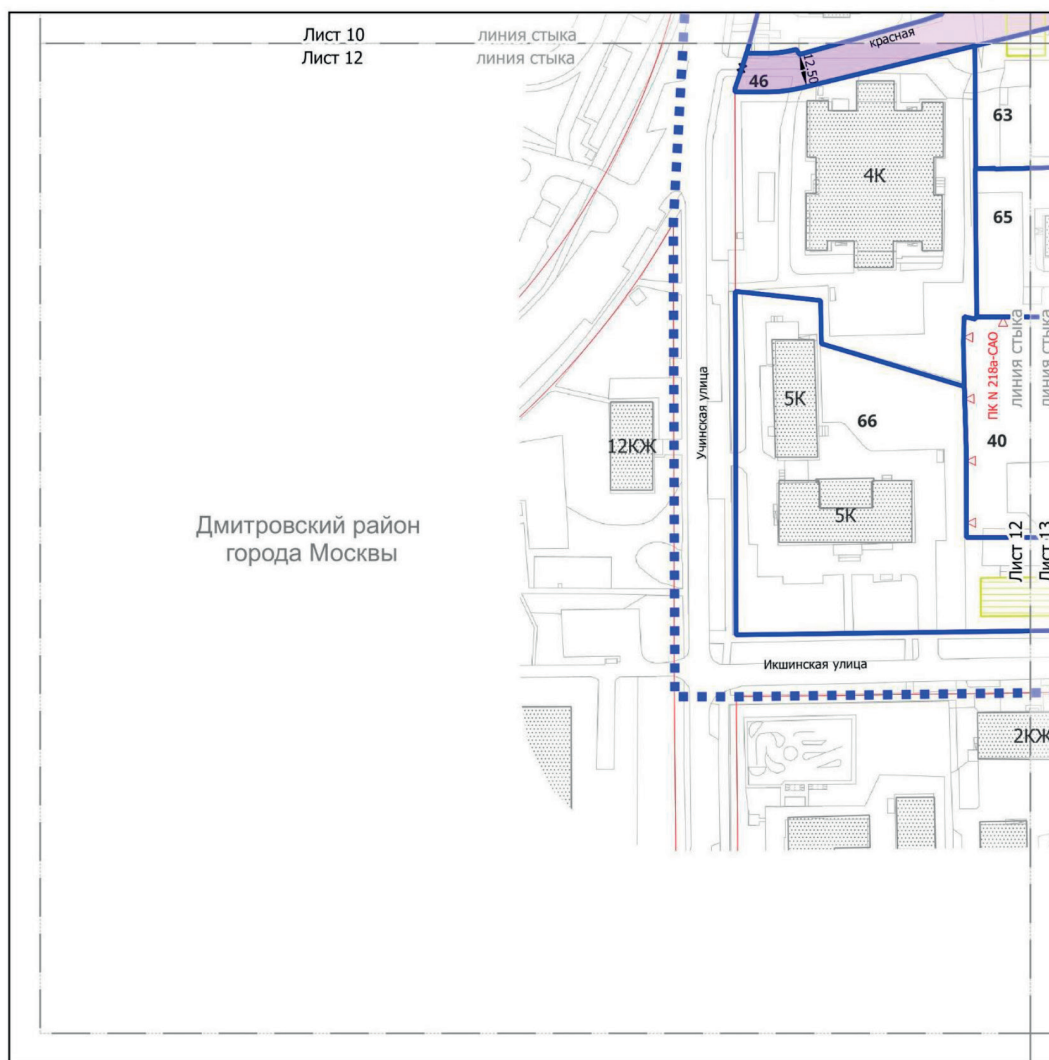 Лист 10
линия стыка
Лист 12
линия стыка
красная
12.50
46
63
4К
65
линия стыка
линия стыка
ПК N 218а-САО
5К
Учинская улица
66
40
12КЖ
5К
Дмитровский район
города Москвы
Лист 12
Лист 13
Икшинская улица
2КЖ